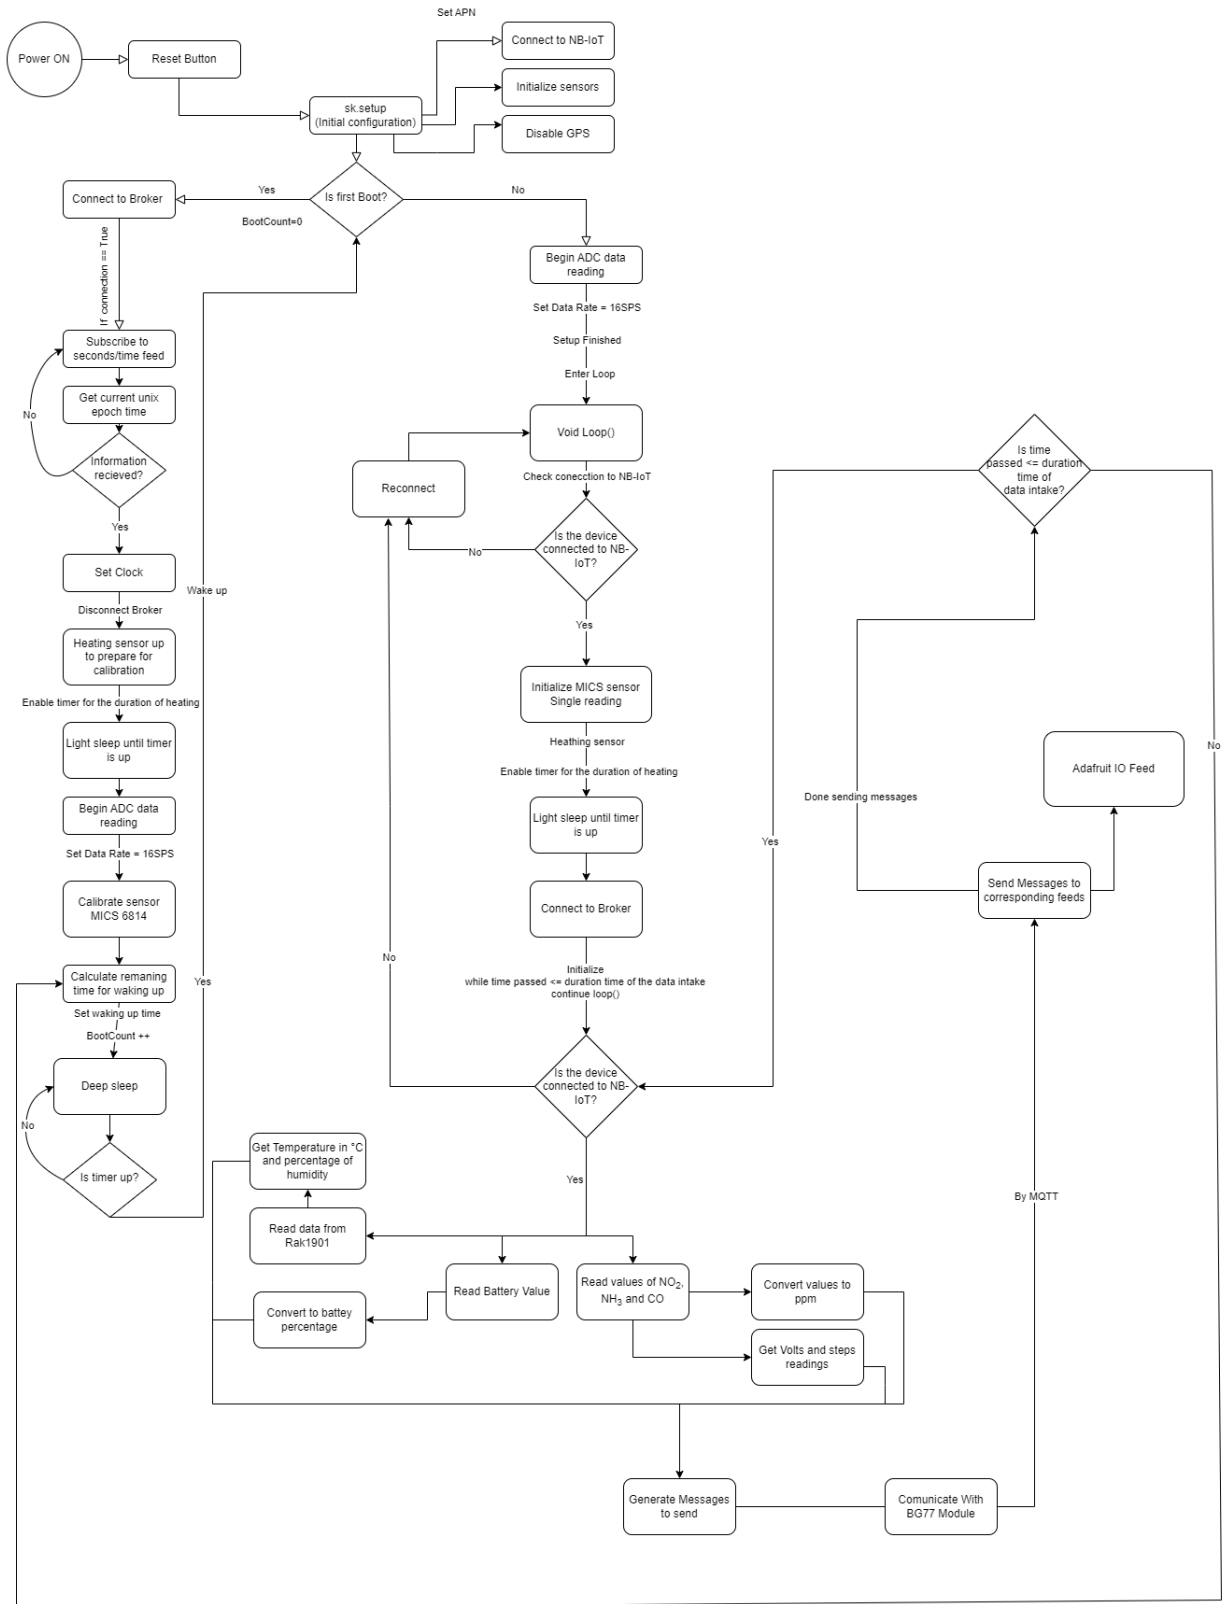 Set APN
Power ON
Reset Button
Connect to NB-IoT
Initialize sensors
sk.setup
(Initial configuration)
Disable GPS
Is first Boot?
Yes
No
BootCount=0
Connect to Broker
If connection == True
Subscribe to
seconds/time feed
Get current unix
epoch time
No
Information
recieved?
Yes
Set Clock
Disconnect Broker
Heating sensor up
to prepare for
calibration
Enable timer for the duration of heating
Light sleep until timer
is up
Begin ADC data
reading
Set Data Rate = 16SPS
Calibrate sensor
MICS 6814
Calculate remaning
time for waking up
Set waking up time
BootCount ++
Deep sleep
No
Is timer up?
Yes
Wake up
Begin ADC data
reading
Set Data Rate = 16SPS
Setup Finished
Enter Loop
Void Loop()
Reconnect
Check conecction to NB-IoT
Is the device
connected to NB-
IoT?
No
Yes
Initialize MICS sensor
Single reading
Heathing sensor
Enable timer for the duration of heating
Light sleep until timer
is up
Connect to Broker
Initialize
while time passed <= duration time of the data intake
continue loop()
Is the device
connected to NB-
IoT?
No
Yes
Get Temperature in °C
and percentage of
humidity
Read data from
Rak1901
Read Battery Value
Convert to battey
percentage
Read values of NO2,
NH3 and CO
Convert values to
ppm
Get Volts and steps
readings
Generate Messages
to send
Comunicate With
BG77 Module
By MQTT
Send Messages to
corresponding feeds
Adafruit IO Feed
Done sending messages
Is time
passed <= duration
time of
data intake?
Yes
No